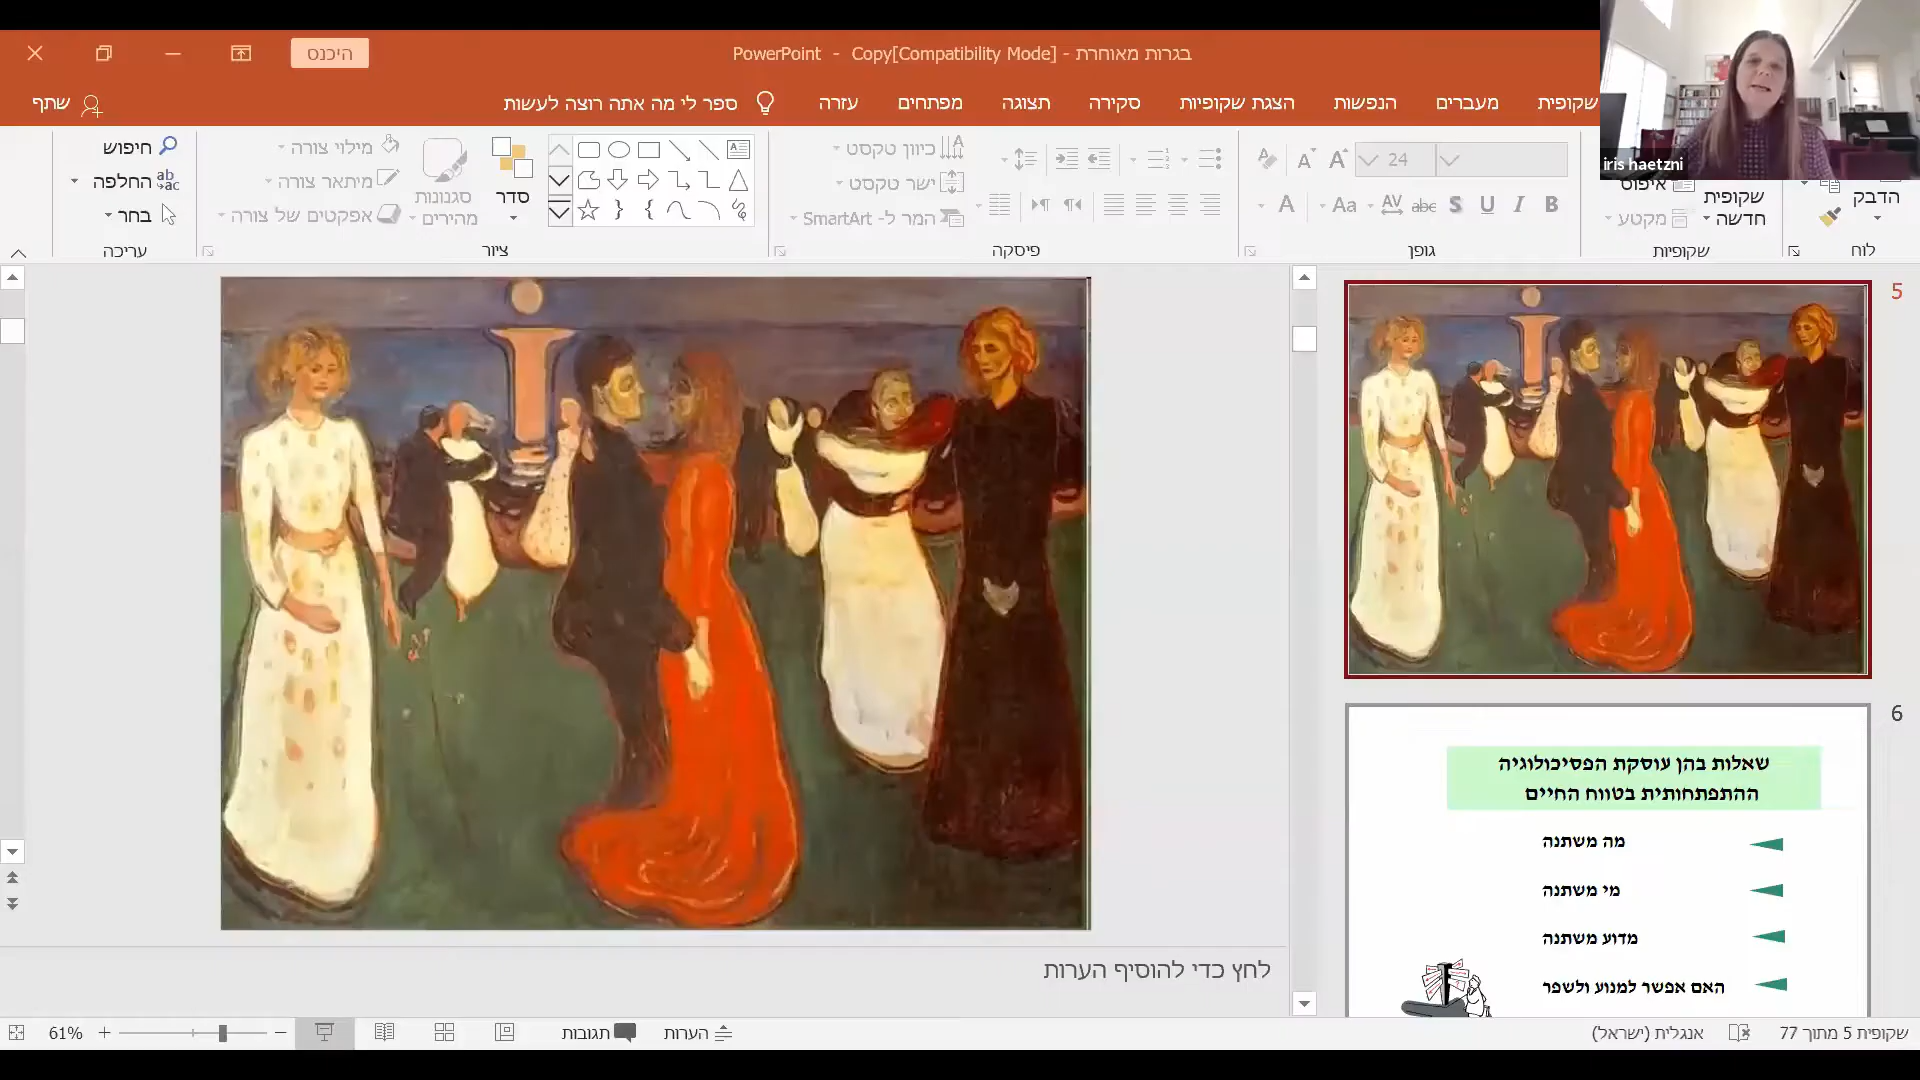 בגרות מאוחרת - Copy[Compatibility Mode] - PowerPoint
היכנס
iris haetzni
שקופית
מעברים
הנפשות
הצגת שקופיות
סקירה
תצוגה
מפתחים
עזרה
ספר לי מה אתה רוצה לעשות
שתף
הדבק
לוח
שקופית
חדשה
איפוס
מקטע
שקופיות
24
B I U S abc AV Aa A
גופן
כיוון טקסט
ישר טקסט
המר ל- SmartArt
פיסקה
סדר
סגנונות
מהירים
מילוי צורה
מיתאר צורה
אפקטים של צורה
ציור
חיפוש
החלפה
בחר
עריכה
5
6
שאלות בהן עוסקת הפסיכולוגיה
ההתפתחותית בטווח החיים
מה משתנה
מי משתנה
מדוע משתנה
האם אפשר למנוע ולשפר
לחץ כדי להוסיף הערות
שקופית 5 מתוך 77
אנגלית (ישראל)
הערות
תגובות
61%